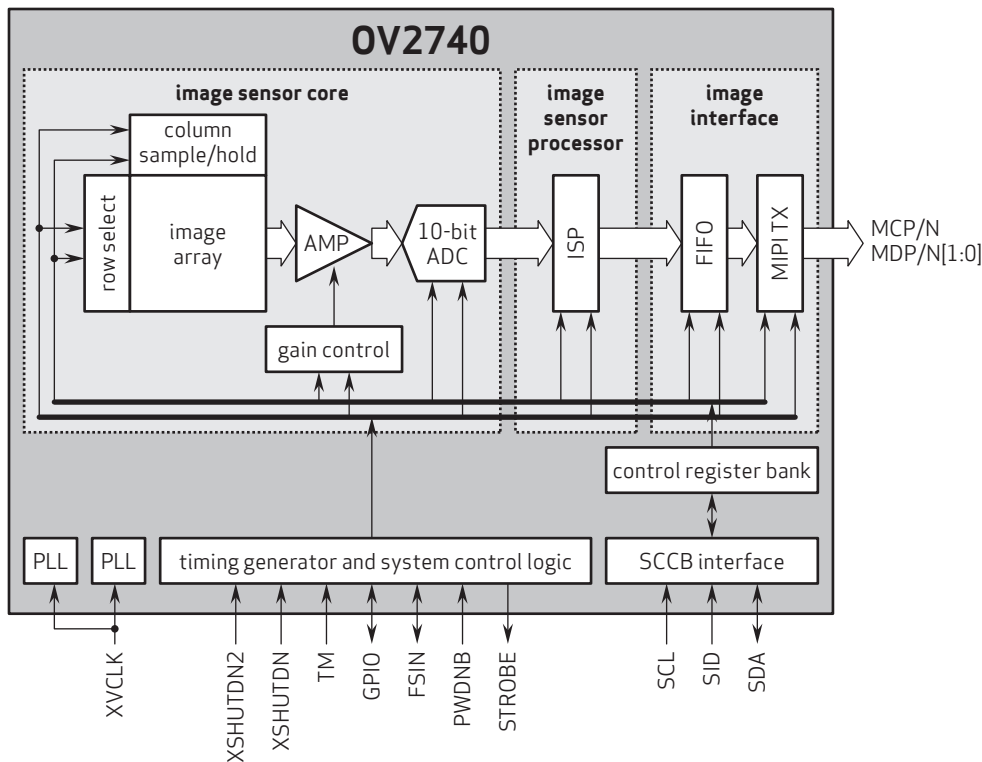 OV2740
image sensor core
image
sensor
processor
image
interface
column
sample/hold
row select
image
array
AMP
10-bit
ADC
ISP
FIFO
MIPI TX
MCP/N
MDP/N[1:0]
gain control
control register bank
PLL
PLL
timing generator and system control logic
SCCB interface
XVCLK
XSHUTDN2
XSHUTDN
TM
GPIO
FSIN
PWDNB
STROBE
SCL
SID
SDA